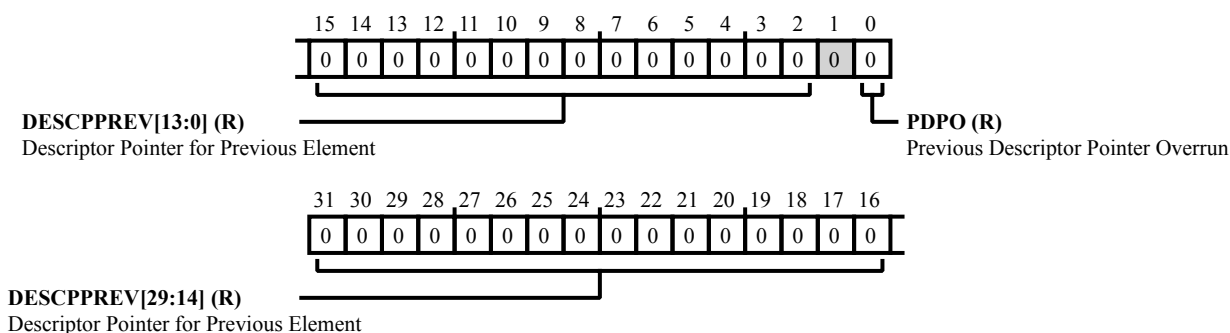 15 14 13 12 11 10 9 8 7 6 5 4 3 2 1 0
0 0 0 0 0 0 0 0 0 0 0 0 0 0 0 0
DESCPPREV[13:0] (R)
Descriptor Pointer for Previous Element
PDPO (R)
Previous Descriptor Pointer Overrun
31 30 29 28 27 26 25 24 23 22 21 20 19 18 17 16
0 0 0 0 0 0 0 0 0 0 0 0 0 0 0 0
DESCPPREV[29:14] (R)
Descriptor Pointer for Previous Element